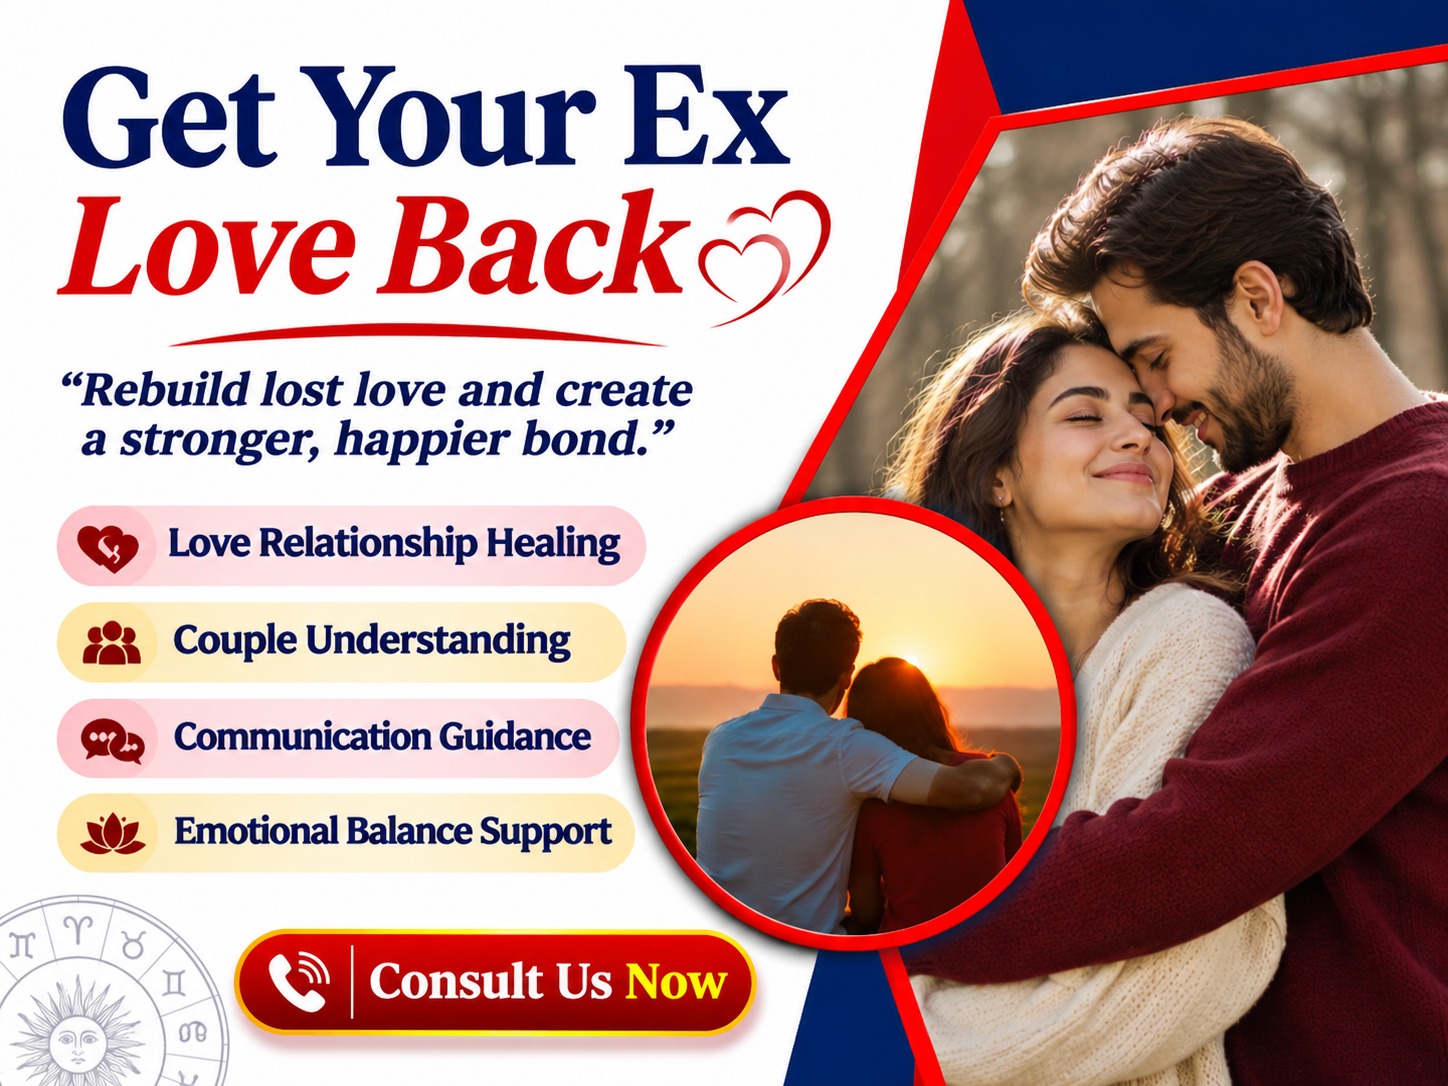 Get Your Ex
Love Back
“Rebuild lost love and create
a stronger, happier bond.”
Love Relationship Healing
Couple Understanding
Communication Guidance
Emotional Balance Support
Consult Us Now